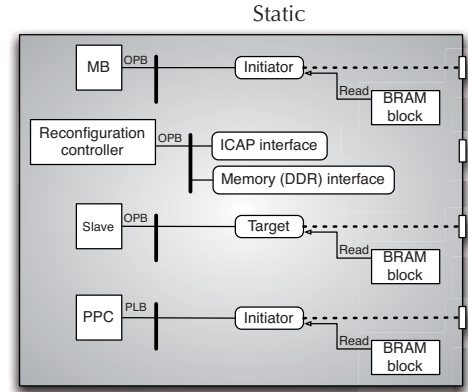 Static
MB
OPB
Initiator
Read
BRAM
block
Reconfiguration
controller
OPB
ICAP interface
Memory (DDR) interface
Slave
OPB
Target
Read
BRAM
block
PPC
PLB
Initiator
Read
BRAM
block